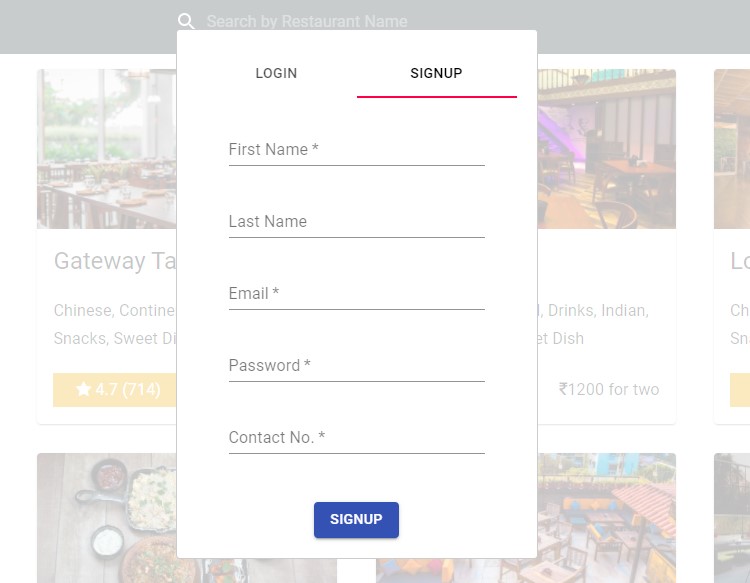 Search by Restaurant Name
LOGIN
SIGNUP
First Name *
Last Name
Email *
Password *
Contact No. *
SIGNUP
Gateway Ta
Chinese, Contine
Snacks, Sweet Di
4.7 (714)
, Drinks, Indian,
et Dish
₹1200 for two
Lo
Ch
Sn